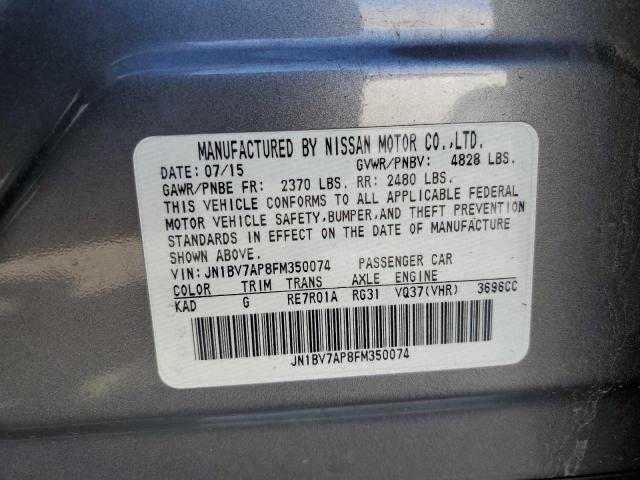 MANUFACTURED BY NISSAN MOTOR CO.,LTD.
DATE: 07/15 GVWR/PNBV: 4828 LBS.
GAWR/PNBE FR: 2370 LBS. RR: 2480 LBS.
THIS VEHICLE CONFORMS TO ALL APPLICABLE FEDERAL
MOTOR VEHICLE SAFETY,BUMPER,AND THEFT PREVENTION
STANDARDS IN EFFECT ON THE DATE OF MANUFACTURE
SHOWN ABOVE.
VIN: JN1BV7AP8FM350074 PASSENGER CAR
COLOR TRIM TRANS AXLE ENGINE
KAD G RE7R01A RG31 VQ37(VHR) 3696CC
JN1BV7AP8FM350074